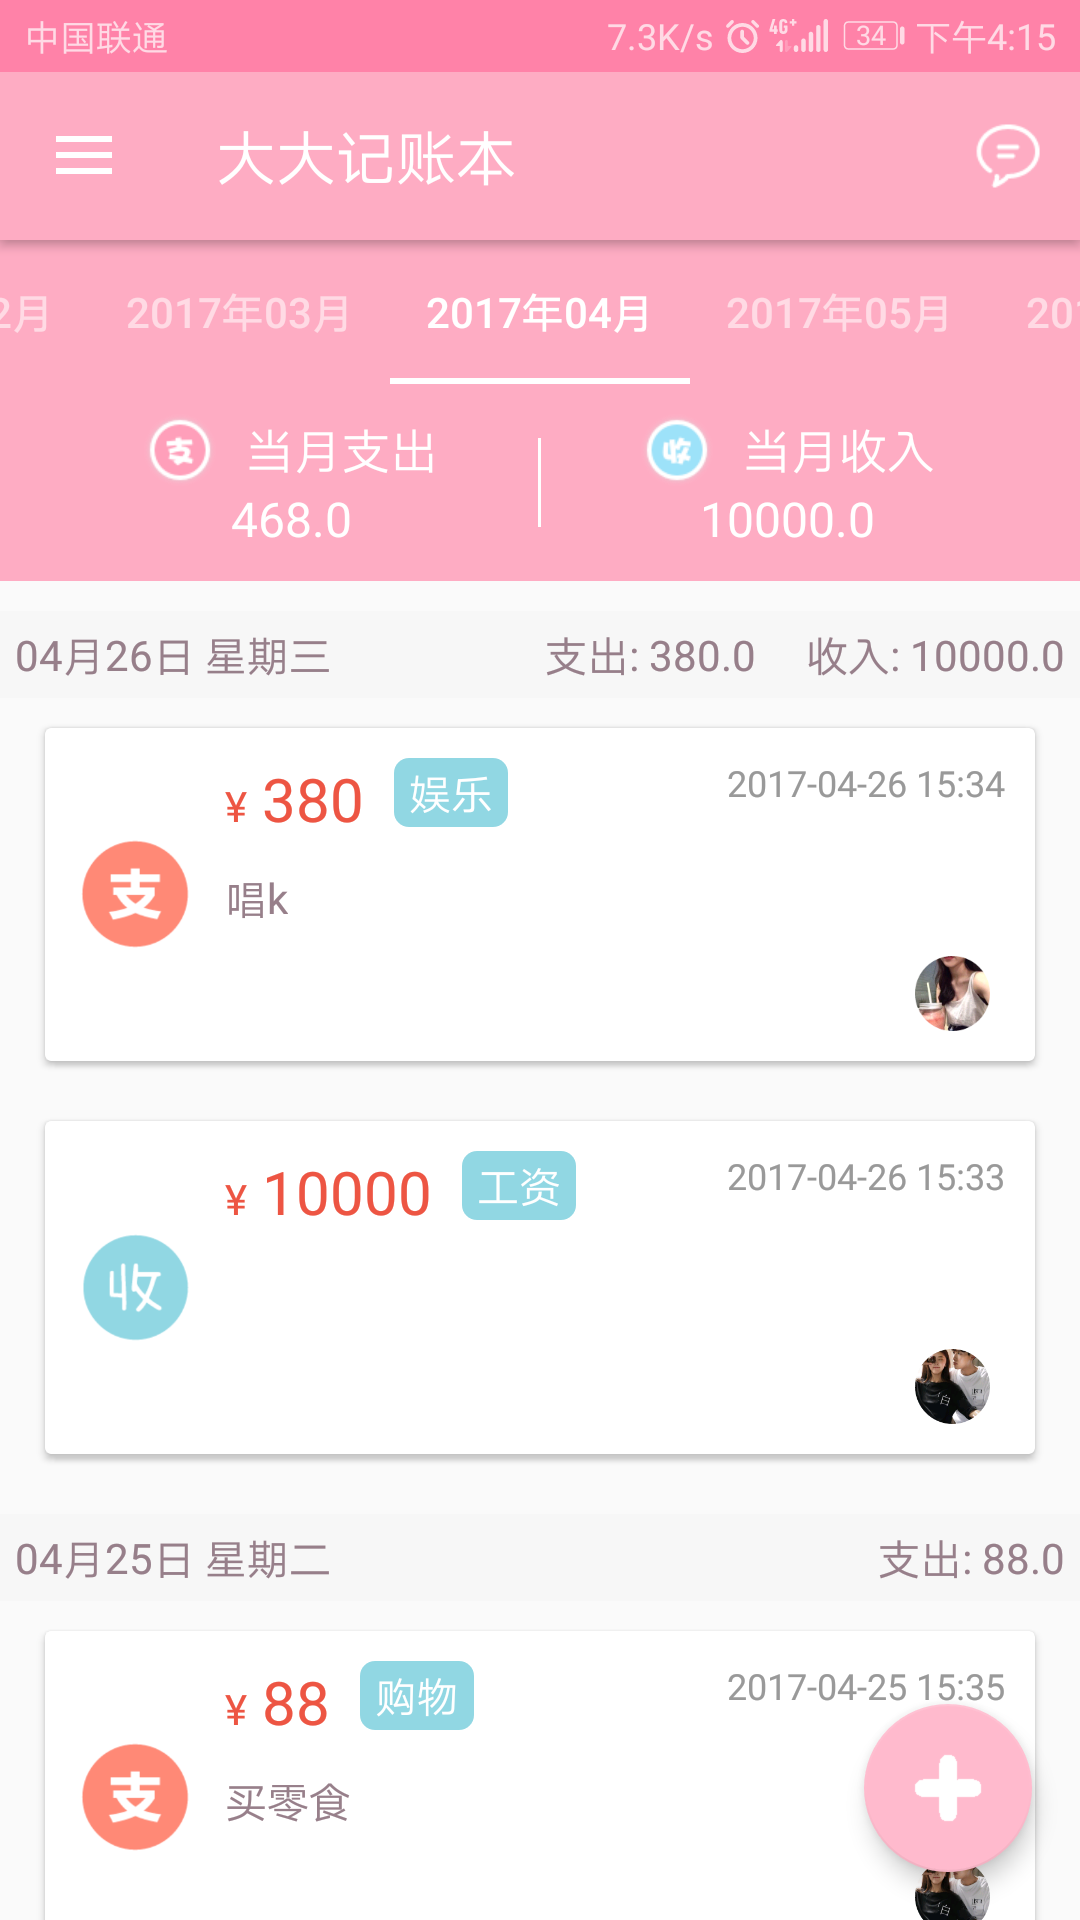 中国联通 7.3K/s 4G+ 34 下午4:15
大大记账本
2月 2017年03月 2017年04月 2017年05月 201
支 当月支出 收 当月收入
468.0 10000.0
04月26日 星期三 支出: 380.0 收入: 10000.0
¥ 380 娱乐 2017-04-26 15:34
支 唱k
¥ 10000 工资 2017-04-26 15:33
收
白
04月25日 星期二 支出: 88.0
¥ 88 购物 2017-04-25 15:35
支 买零食
白